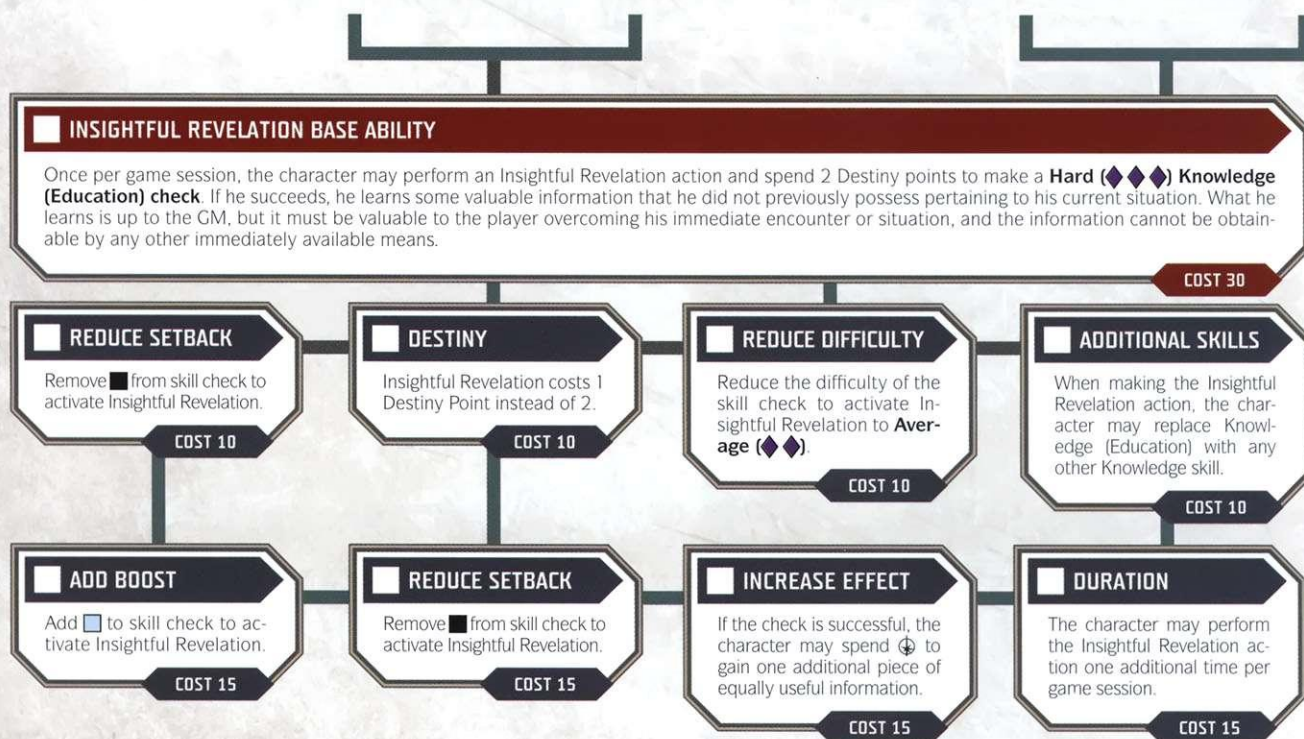 INSIGHTFUL REVELATION BASE ABILITY
Once per game session, the character may perform an Insightful Revelation action and spend 2 Destiny points to make a Hard (◆ ◆ ◆) Knowledge
(Education) check. If he succeeds, he learns some valuable information that he did not previously possess pertaining to his current situation. What he
learns is up to the GM, but it must be valuable to the player overcoming his immediate encounter or situation, and the information cannot be obtain-
able by any other immediately available means.
COST 30
REDUCE SETBACK
Remove ■ from skill check to
activate Insightful Revelation.
COST 10
DESTINY
Insightful Revelation costs 1
Destiny Point instead of 2.
COST 10
REDUCE DIFFICULTY
Reduce the difficulty of the
skill check to activate In-
sightful Revelation to Aver-
age (◆ ◆).
COST 10
ADDITIONAL SKILLS
When making the Insightful
Revelation action, the char-
acter may replace Knowl-
edge (Education) with any
other Knowledge skill.
COST 10
ADD BOOST
Add □ to skill check to ac-
tivate Insightful Revelation.
COST 15
REDUCE SETBACK
Remove ■ from skill check to
activate Insightful Revelation.
COST 15
INCREASE EFFECT
If the check is successful, the
character may spend to
gain one additional piece of
equally useful information.
COST 15
DURATION
The character may perform
the Insightful Revelation ac-
tion one additional time per
game session.
COST 15